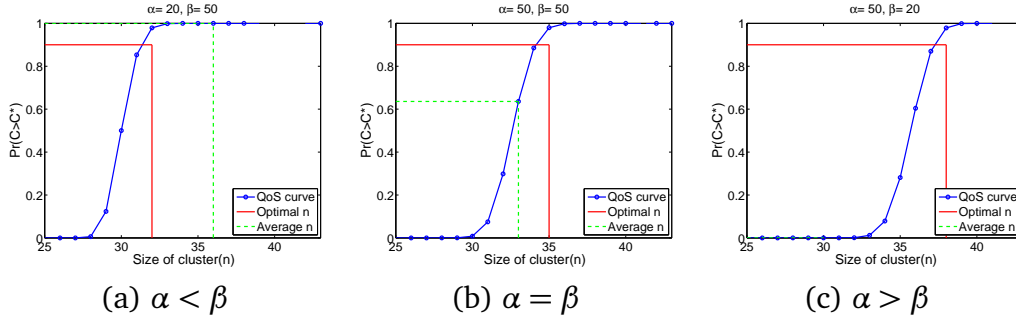 α= 20, β= 50
Pr(C>C*)
1
0.8
0.6
0.4
0.2
0
25 30 35 40
Size of cluster(n)
QoS curve
Optimal n
Average n
(a) α < β
α= 50, β= 50
Pr(C>C*)
1
0.8
0.6
0.4
0.2
0
25 30 35 40
Size of cluster(n)
QoS curve
Optimal n
Average n
(b) α = β
α= 50, β= 20
Pr(C>C*)
1
0.8
0.6
0.4
0.2
0
25 30 35 40
Size of cluster(n)
QoS curve
Optimal n
Average n
(c) α > β